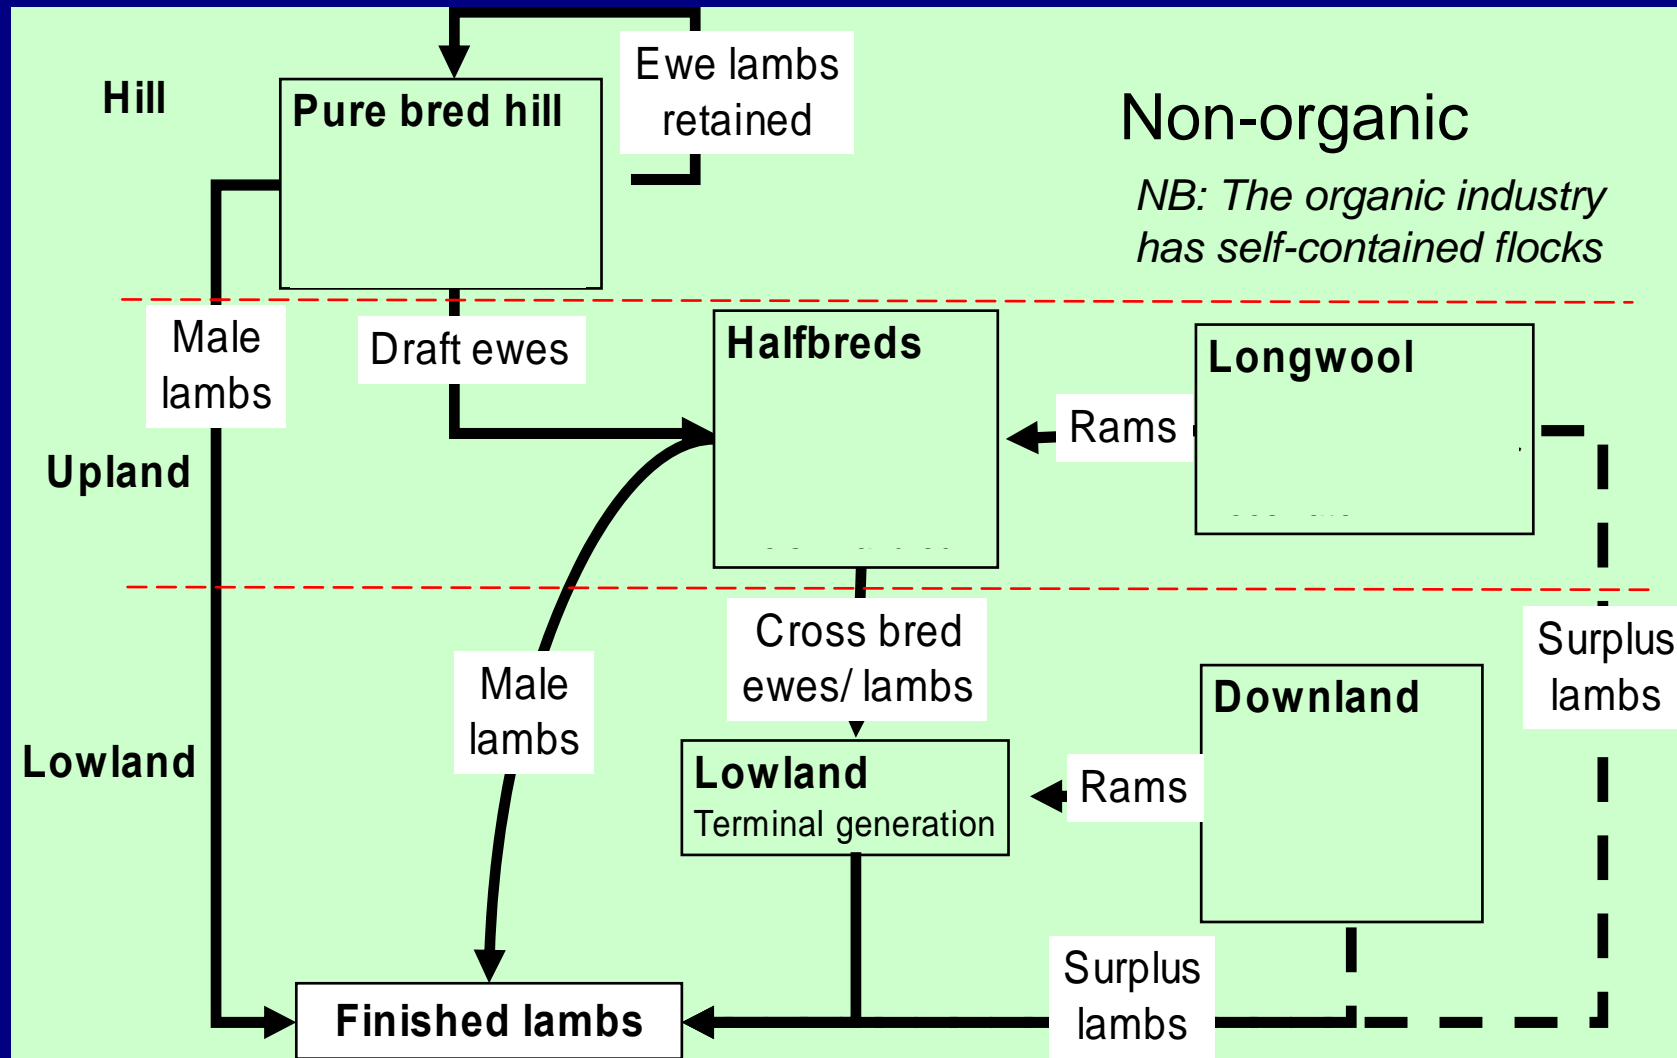 Hill
Pure bred hill
Ewe lambs
retained
Non-organic
NB: The organic industry
has self-contained flocks
Male
lambs
Draft ewes
Halfbreds
Longwool
Rams
Upland
Cross bred
ewes/ lambs
Surplus
lambs
Male
lambs
Downland
Lowland
Lowland
Terminal generation
Rams
Surplus
lambs
Finished lambs